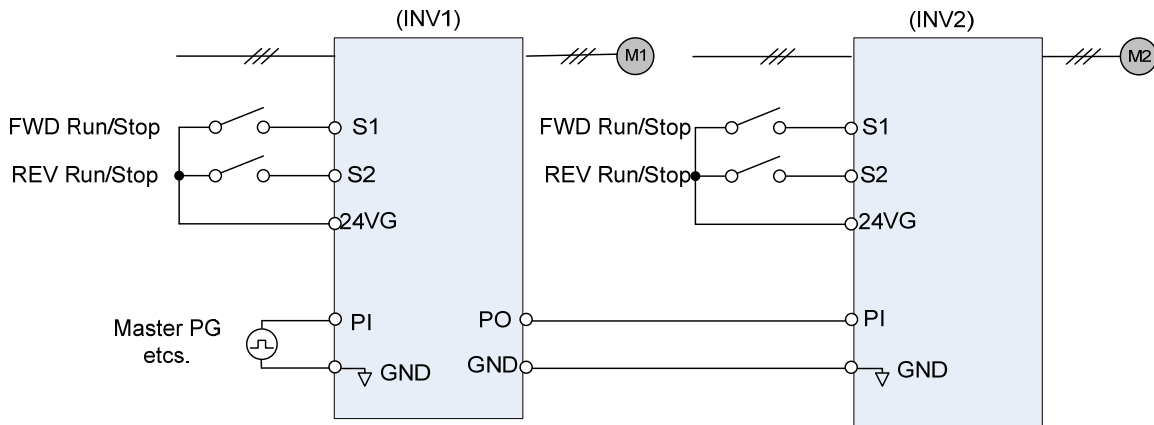 (INV1)
(INV2)
M1
M2
FWD Run/Stop
S1
FWD Run/Stop
S1
REV Run/Stop
S2
REV Run/Stop
S2
24VG
24VG
Master PG
etcs.
PI
PO
PI
GND
GND
GND